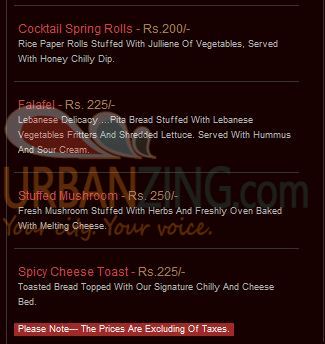 Cocktail Spring Rolls - Rs.200/-
Rice Paper Rolls Stuffed With Julliene Of Vegetables, Served
With Honey Chilly Dip.
Falafel - Rs. 225/-
Lebanese Delicacy ...Pita Bread Stuffed With Lebanese
Vegetables Fritters And Shredded Lettuce. Served With Hummus
And Sour Cream.
URBANZING.com
Stuffed Mushroom - Rs. 250/-
Fresh Mushroom Stuffed With Herbs And Freshly Oven Baked
With Melting Cheese.
Your city. Your voice.
Spicy Cheese Toast - Rs.225/-
Toasted Bread Topped With Our Signature Chilly And Cheese
Bed.
Please Note— The Prices Are Excluding Of Taxes.